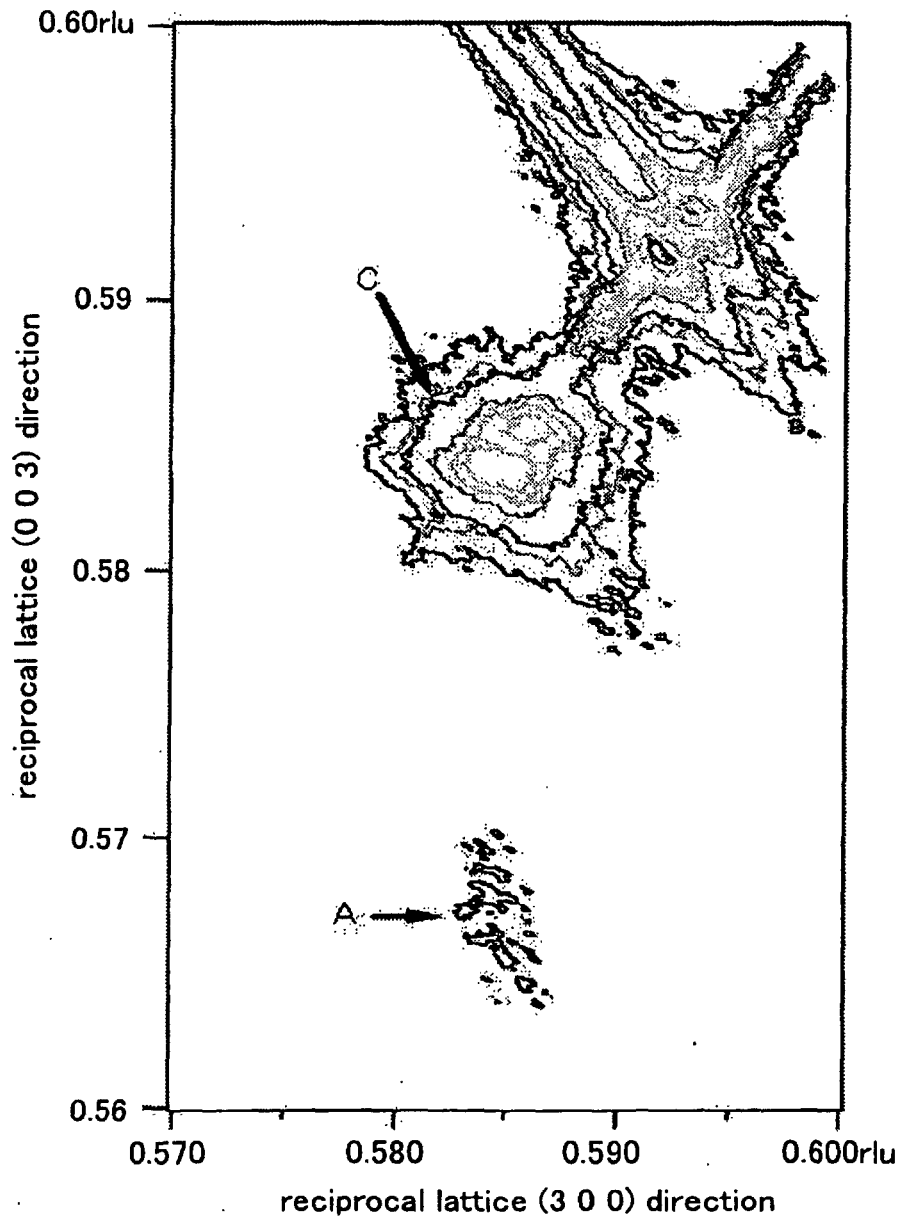 0.60rlu
C
0.59
0.58
reciprocal lattice (0 0 3) direction
0.57
A
0.56
0.570
0.580
0.590
0.600rlu
reciprocal lattice (3 0 0) direction